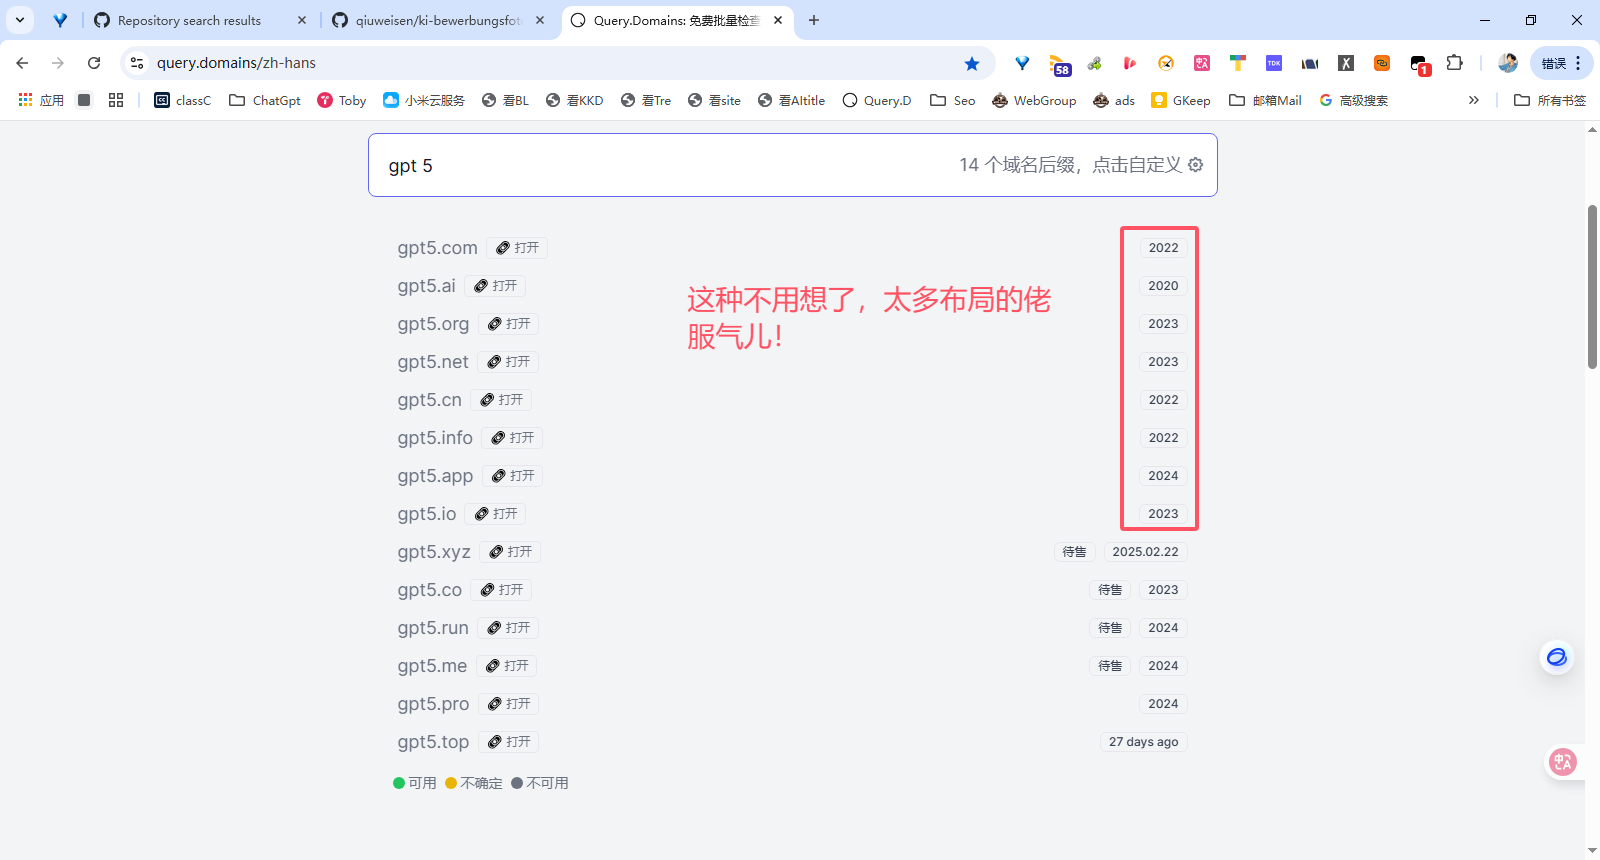 Repository search results
qiuweisen/ki-bewerbungsfoto
Query.Domains: 免费批量检查
query.domains/zh-hans
58
1
错误
应用
classC
ChatGpt
Toby
小米云服务
看BL
看KKD
看Tre
看site
看AItitle
Query.D
Seo
WebGroup
ads
GKeep
邮箱Mail
高级搜索
所有书签
gpt 5
14 个域名后缀，点击自定义
gpt5.com 打开 2022
gpt5.ai 打开 2020
gpt5.org 打开 2023
gpt5.net 打开 2023
gpt5.cn 打开 2022
gpt5.info 打开 2022
gpt5.app 打开 2024
gpt5.io 打开 2023
这种不用想了，太多布局的佬
服气儿！
gpt5.xyz 打开 待售 2025.02.22
gpt5.co 打开 待售 2023
gpt5.run 打开 待售 2024
gpt5.me 打开 待售 2024
gpt5.pro 打开 2024
gpt5.top 打开 27 days ago
可用 不确定 不可用